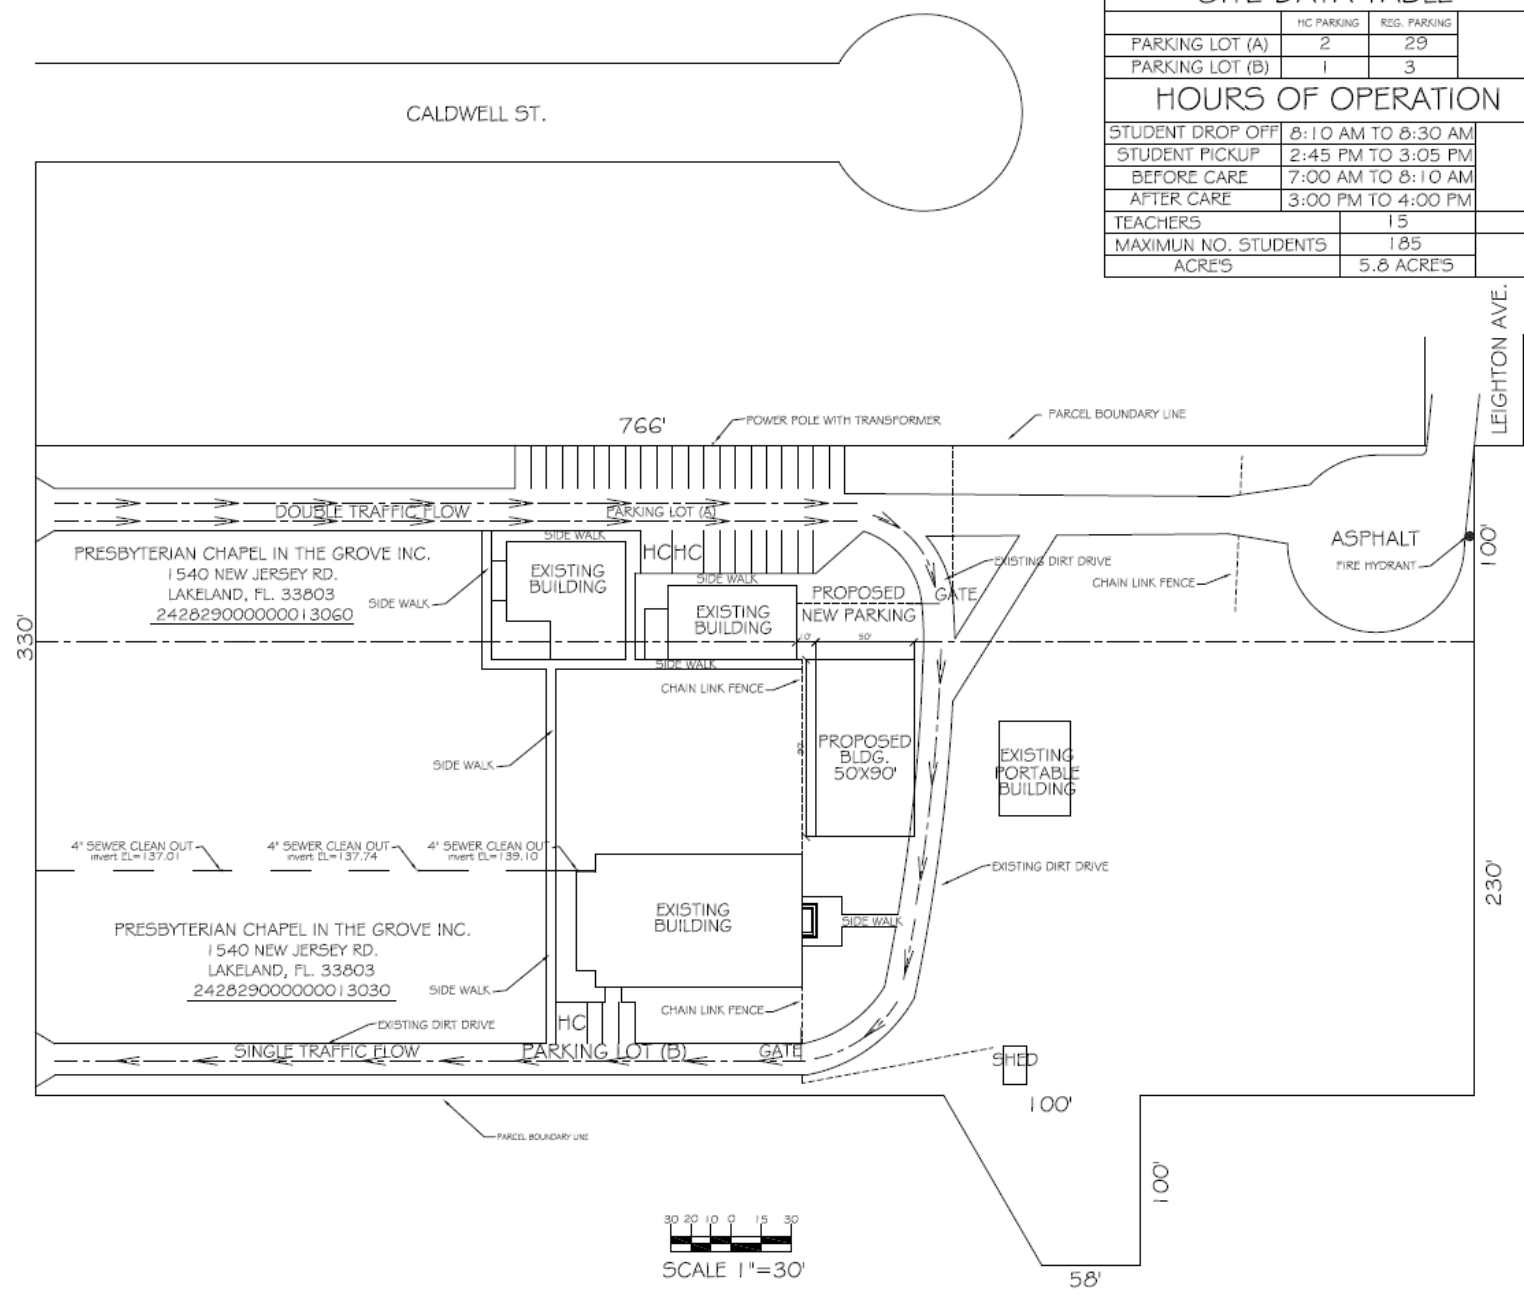 SITE DATA TABLE
HC PARKING REG. PARKING
PARKING LOT (A) 2 29
PARKING LOT (B) 1 3
HOURS OF OPERATION
STUDENT DROP OFF 8:10 AM TO 8:30 AM
STUDENT PICKUP 2:45 PM TO 3:05 PM
BEFORE CARE 7:00 AM TO 8:10 AM
AFTER CARE 3:00 PM TO 4:00 PM
TEACHERS 15
MAXIMUN NO. STUDENTS 185
ACRE'S 5.8 ACRE'S
CALDWELL ST.
LEIGHTON AVE.
766'
POWER POLE WITH TRANSFORMER
PARCEL BOUNDARY LINE
DOUBLE TRAFFIC FLOW
PARKING LOT (A)
SIDE WALK
HC HC
PRESBYTERIAN CHAPEL IN THE GROVE INC.
1540 NEW JERSEY RD.
LAKELAND, FL. 33803
242829000000013060
SIDE WALK
EXISTING
BUILDING
SIDE WALK
EXISTING
BUILDING
PROPOSED
NEW PARKING
GATE
EXISTING DIRT DRIVE
CHAIN LINK FENCE
ASPHALT
FIRE HYDRANT
100'
330'
10'
50'
SIDE WALK
CHAIN LINK FENCE
90'
PROPOSED
BLDG.
50'X90'
EXISTING
PORTABLE
BUILDING
SIDE WALK
4" SEWER CLEAN OUT
invert EL=137.01
4" SEWER CLEAN OUT
invert EL=137.74
4" SEWER CLEAN OUT
invert EL=139.10
EXISTING DIRT DRIVE
230'
EXISTING
BUILDING
SIDE WALK
PRESBYTERIAN CHAPEL IN THE GROVE INC.
1540 NEW JERSEY RD.
LAKELAND, FL. 33803
242829000000013030
SIDE WALK
CHAIN LINK FENCE
EXISTING DIRT DRIVE
HC
SINGLE TRAFFIC FLOW
PARKING LOT (B)
GATE
SHED
100'
PARCEL BOUNDARY LINE
100'
58'
30 20 10 0 15 30
SCALE 1"=30'